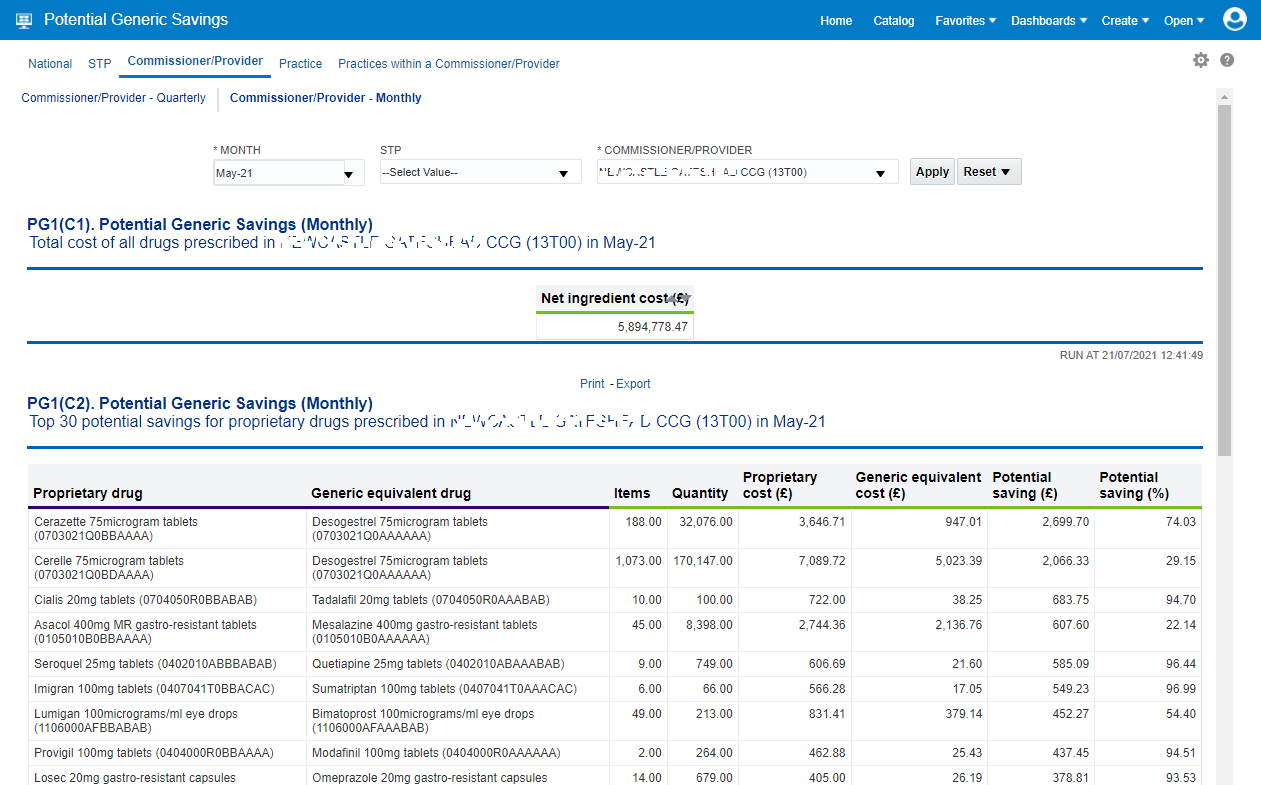 Potential Generic Savings
Home Catalog Favorites Dashboards Create Open
National STP Commissioner/Provider Practice Practices within a Commissioner/Provider
Commissioner/Provider - Quarterly Commissioner/Provider - Monthly
* MONTH STP * COMMISSIONER/PROVIDER
May-21 --Select Value-- CCG (13T00) Apply Reset
PG1(C1). Potential Generic Savings (Monthly)
Total cost of all drugs prescribed in CCG (13T00) in May-21
Net ingredient cost (£)
5,894,778.47
RUN AT 21/07/2021 12:41:49
Print - Export
PG1(C2). Potential Generic Savings (Monthly)
Top 30 potential savings for proprietary drugs prescribed in CCG (13T00) in May-21
Proprietary drug Generic equivalent drug Items Quantity Proprietary cost (£) Generic equivalent cost (£) Potential saving (£) Potential saving (%)
Cerazette 75microgram tablets (0703021Q0BBAAAA) Desogestrel 75microgram tablets (0703021Q0AAAAAA) 188.00 32,076.00 3,646.71 947.01 2,699.70 74.03
Cerelle 75microgram tablets (0703021Q0BDAAAA) Desogestrel 75microgram tablets (0703021Q0AAAAAA) 1,073.00 170,147.00 7,089.72 5,023.39 2,066.33 29.15
Cialis 20mg tablets (0704050R0BBABAB) Tadalafil 20mg tablets (0704050R0AAABAB) 10.00 100.00 722.00 38.25 683.75 94.70
Asacol 400mg MR gastro-resistant tablets (0105010B0BBAAAA) Mesalazine 400mg gastro-resistant tablets (0105010B0AAAAAA) 45.00 8,398.00 2,744.36 2,136.76 607.60 22.14
Seroquel 25mg tablets (0402010ABBBABAB) Quetiapine 25mg tablets (0402010ABAAABAB) 9.00 749.00 606.69 21.60 585.09 96.44
Imigran 100mg tablets (0407041T0BBACAC) Sumatriptan 100mg tablets (0407041T0AAACAC) 6.00 66.00 566.28 17.05 549.23 96.99
Lumigan 100micrograms/ml eye drops (1106000AFBBABAB) Bimatoprost 100micrograms/ml eye drops (1106000AFAAABAB) 49.00 213.00 831.41 379.14 452.27 54.40
Provigil 100mg tablets (0404000R0BBAAAA) Modafinil 100mg tablets (0404000R0AAAAAA) 2.00 264.00 462.88 25.43 437.45 94.51
Losec 20mg gastro-resistant capsules Omeprazole 20mg gastro-resistant capsules 14.00 679.00 405.00 26.19 378.81 93.53